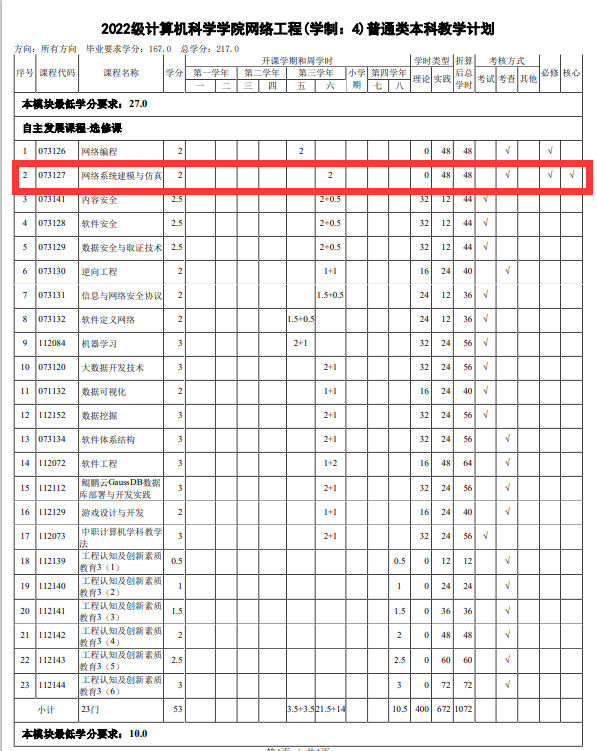 2022级计算机科学学院网络工程(学制：4)普通类本科教学计划
方向：所有方向 毕业要求学分：167.0 总学分：217.0
序号 课程代码 课程名称 学分 开课学期和周学时 学时类型 折算后总学时 考核方式 必修 核心
第一学年 第二学年 第三学年 小学期 第四学年 理论 实践 考试 考查 其他
一 二 三 四 五 六 七 八
本模块最低学分要求：27.0
自主发展课程-选修课
1 073126 网络编程 2 2 0 48 48 √ √
2 073127 网络系统建模与仿真 2 2 0 48 48 √ √ √
3 073141 内容安全 2.5 2+0.5 32 12 44 √
4 073128 软件安全 2.5 2+0.5 32 12 44 √
5 073129 数据安全与取证技术 2.5 2+0.5 32 12 44 √
6 073130 逆向工程 2 1+1 16 24 40 √
7 073131 信息与网络安全协议 2 1.5+0.5 24 12 36 √
8 073132 软件定义网络 2 1.5+0.5 24 12 36 √
9 112084 机器学习 3 2+1 32 24 56 √
10 073120 大数据开发技术 3 2+1 32 24 56 √
11 071132 数据可视化 2 1+1 16 24 40 √
12 112152 数据挖掘 3 2+1 32 24 56 √
13 073134 软件体系结构 3 2+1 32 24 56 √
14 112072 软件工程 3 1+2 16 48 64 √
15 112112 鲲鹏云GaussDB数据库部署与开发实践 3 2+1 32 24 56 √
16 112129 游戏设计与开发 2 1+1 16 24 40 √
17 112073 中职计算机学科教学法 3 2+1 32 24 56 √
18 112139 工程认知及创新素质教育3（1） 0.5 0.5 0 12 12 √
19 112140 工程认知及创新素质教育3（2） 1 1 0 24 24 √
20 112141 工程认知及创新素质教育3（3） 1.5 1.5 0 36 36 √
21 112142 工程认知及创新素质教育3（4） 2 2 0 48 48 √
22 112143 工程认知及创新素质教育3（5） 2.5 2.5 0 60 60 √
23 112144 工程认知及创新素质教育3（6） 3 3 0 72 72 √
小计 23门 53 3.5+3.5 21.5+14 10.5 400 672 1072
本模块最低学分要求：10.0